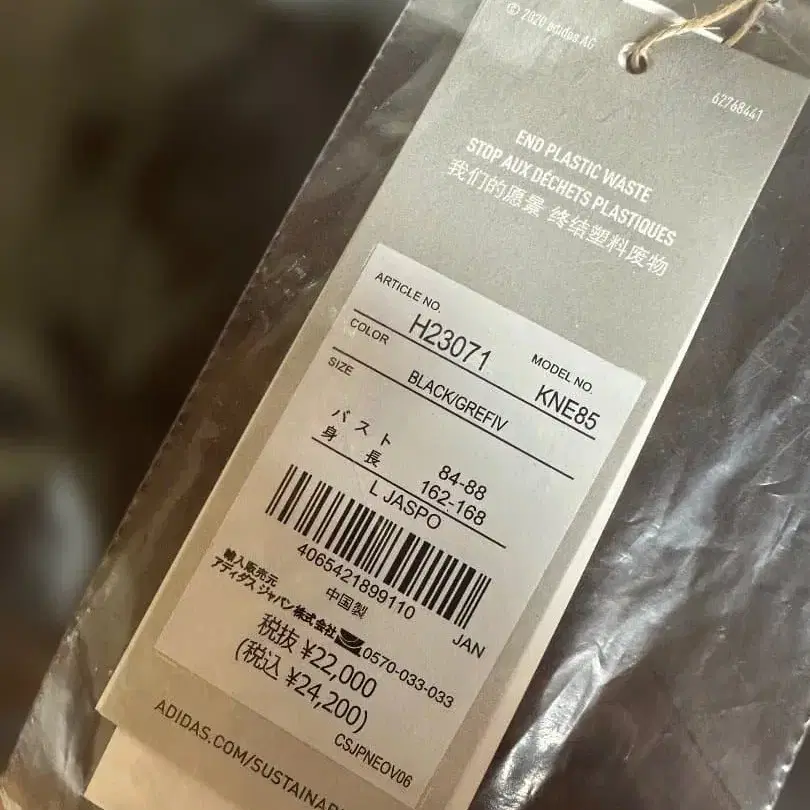 © 2020 adidas AG
62768441
END PLASTIC WASTE
STOP AUX DÉCHETS PLASTIQUES
我们的愿景 终结塑料废物
ARTICLE NO. H23071
MODEL NO. KNE85
COLOR BLACK/GREFIV
SIZE
バスト 84-88
身長 162-168
L JASPO
4065421899110
JAN
輸入販売元 中国製
アディダス ジャパン株式会社 0570-033-033
税抜 ¥22,000
(税込 ¥24,200)
CSJPNEOV06